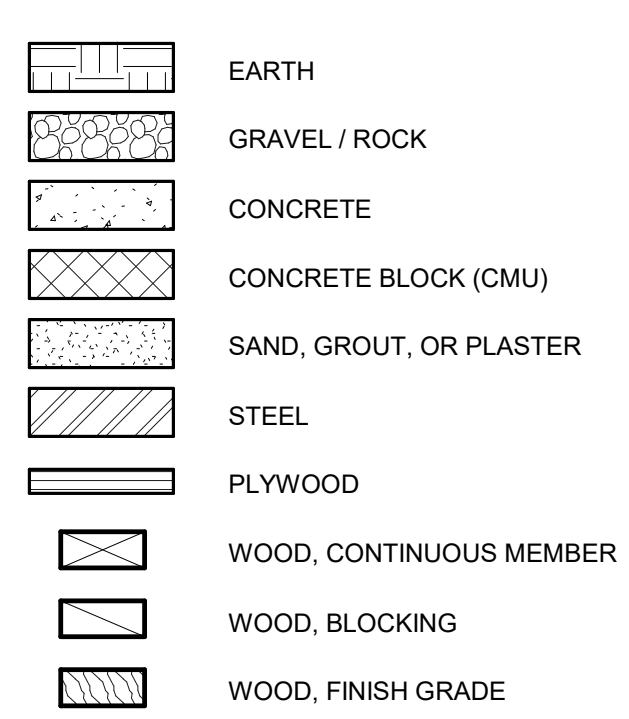 EARTH
GRAVEL / ROCK
CONCRETE
CONCRETE BLOCK (CMU)
SAND, GROUT, OR PLASTER
STEEL
PLYWOOD
WOOD, CONTINUOUS MEMBER
WOOD, BLOCKING
WOOD, FINISH GRADE